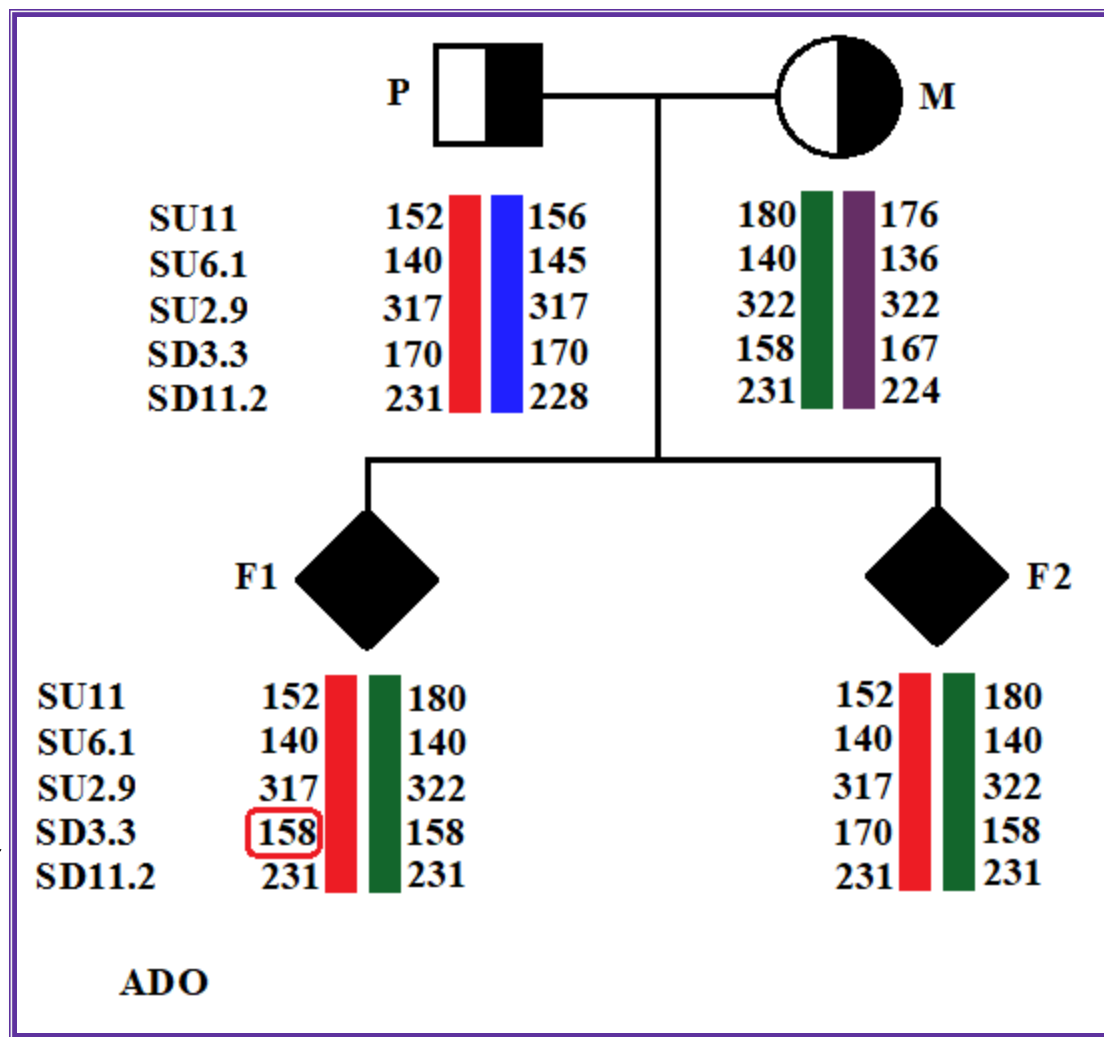 P M
SU11 152 156 180 176
SU6.1 140 145 140 136
SU2.9 317 317 322 322
SD3.3 170 170 158 167
SD11.2 231 228 231 224
F1 F2
SU11 152 180 152 180
SU6.1 140 140 140 140
SU2.9 317 322 317 322
SD3.3 158 158 170 158
SD11.2 231 231 231 231
ADO